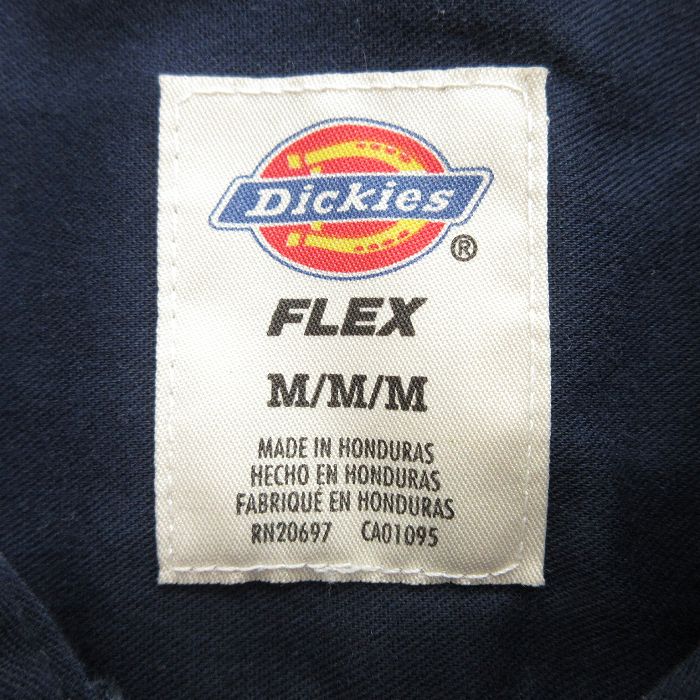 Dickies
®
FLEX
M/M/M
MADE IN HONDURAS
HECHO EN HONDURAS
FABRIQUÉ EN HONDURAS
RN20697 CA01095